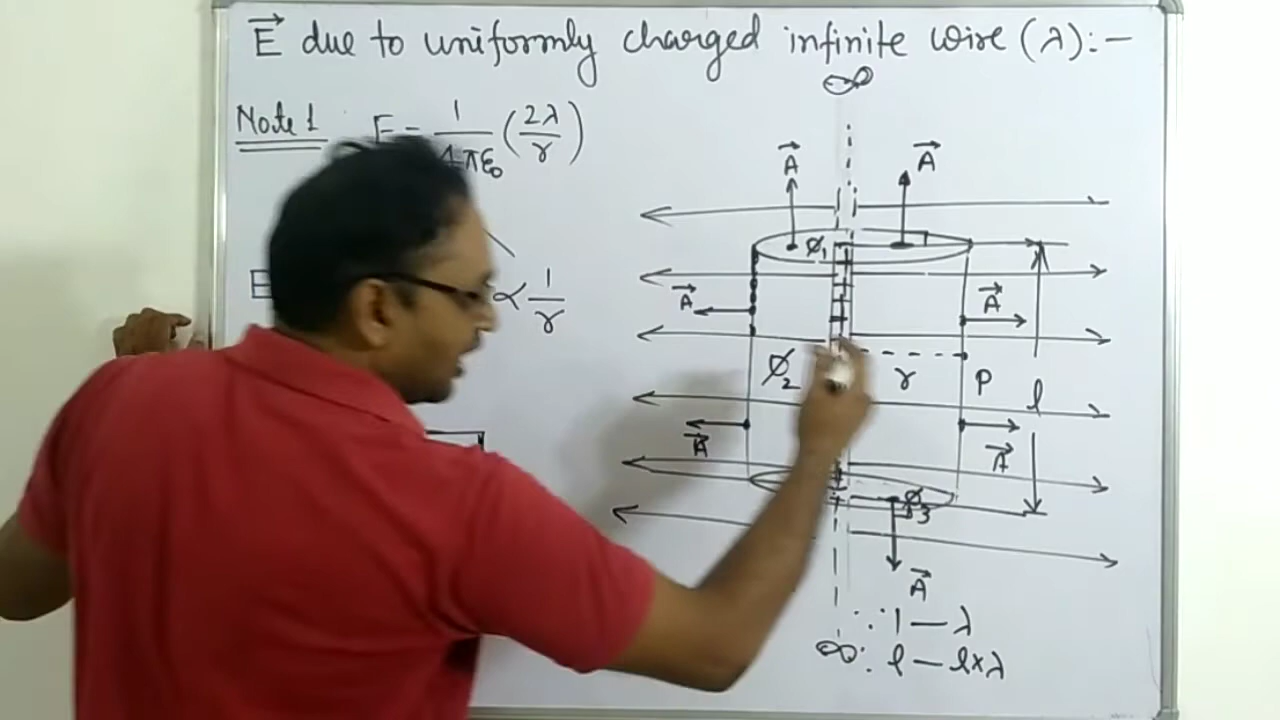 E⃗ due to uniformly charged infinite wire (λ):-
∞
Note 1
E = 1/4πε₀ (2λ/r)
E
∝ 1/r
A⃗
A⃗
ϕ₁
A⃗
A⃗
ϕ₂
r
P
l
A⃗
A⃗
ϕ₃
A⃗
∵ 1 — λ
∞ ∴ l — l×λ